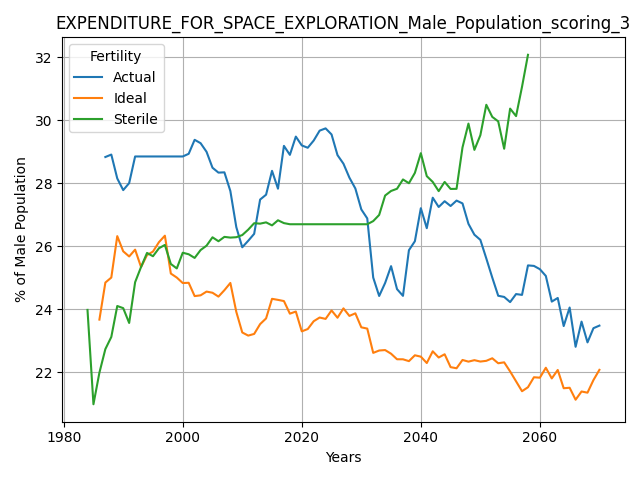 EXPENDITURE_FOR_SPACE_EXPLORATION_Male_Population_scoring_3
Fertility
Actual
Ideal
Sterile
% of Male Population
32
30
28
26
24
22
1980
2000
2020
2040
2060
Years